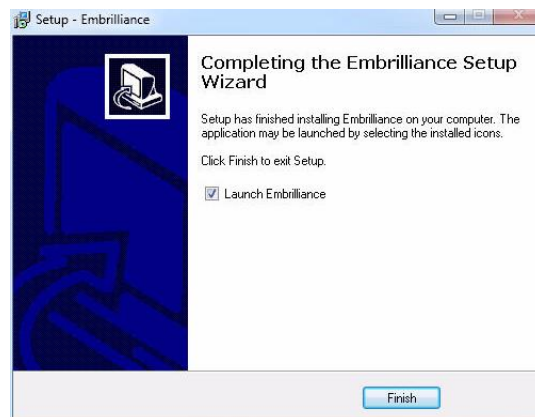 Setup - Embrilliance
Completing the Embrilliance Setup
Wizard
Setup has finished installing Embrilliance on your computer. The
application may be launched by selecting the installed icons.
Click Finish to exit Setup.
Launch Embrilliance
Finish